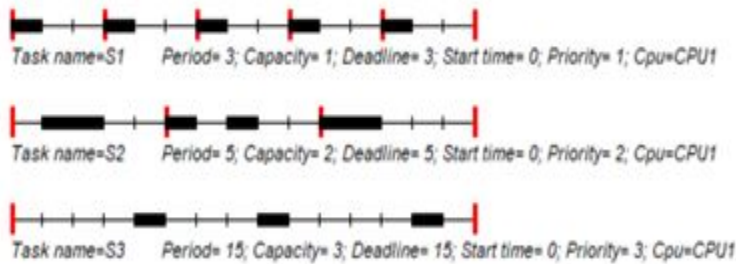 Task name=S1 Period= 3; Capacity= 1; Deadline= 3; Start time= 0; Priority= 1; Cpu=CPU1
Task name=S2 Period= 5; Capacity= 2; Deadline= 5; Start time= 0; Priority= 2; Cpu=CPU1
Task name=S3 Period= 15; Capacity= 3; Deadline= 15; Start time= 0; Priority= 3; Cpu=CPU1